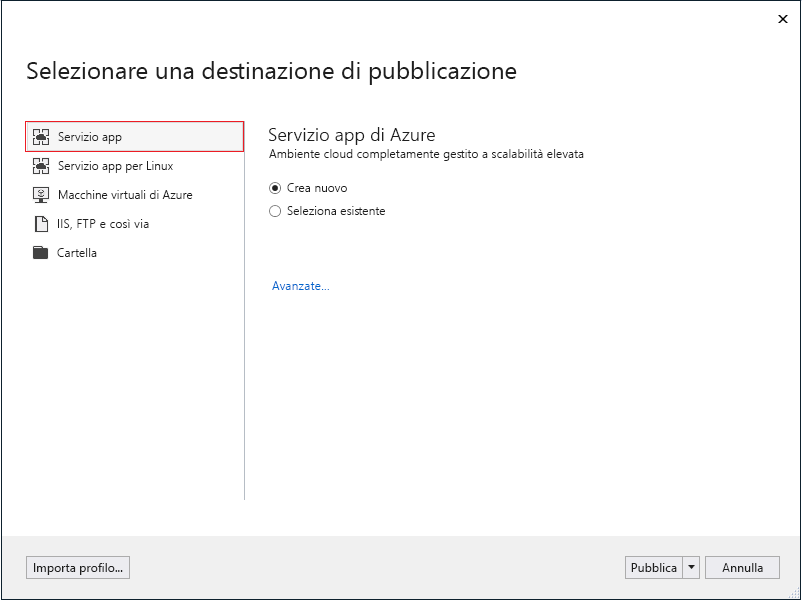 Selezionare una destinazione di pubblicazione
Servizio app
Servizio app per Linux
Macchine virtuali di Azure
IIS, FTP e così via
Cartella
Servizio app di Azure
Ambiente cloud completamente gestito a scalabilità elevata
Crea nuovo
Seleziona esistente
Avanzate...
Importa profilo...
Pubblica
Annulla